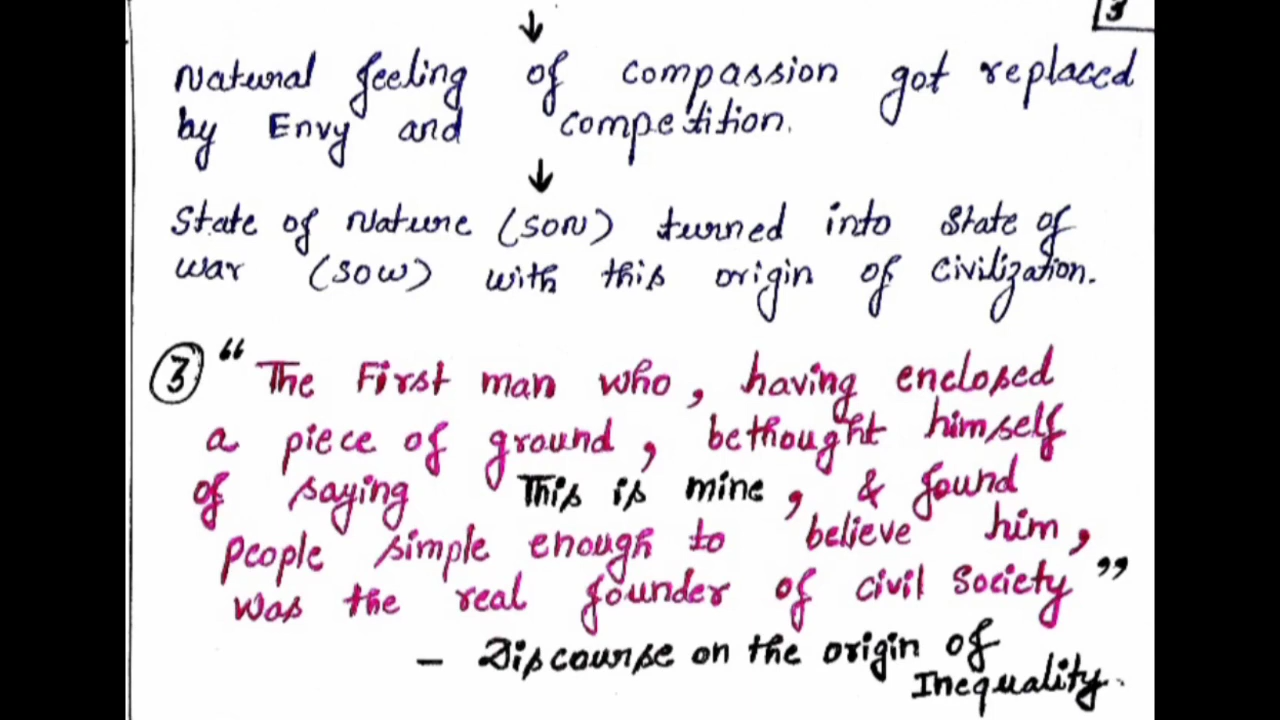 3
↓
Natural feeling of compassion got replaced
by Envy and competition.
↓
State of Nature (SON) turned into State of
war (SOW) with this origin of Civilization.
③ “The First man who, having enclosed
a piece of ground, bethought himself
of saying This is mine, & found
people simple enough to believe him,
was the real founder of civil Society”
– Discourse on the origin of
Inequality.